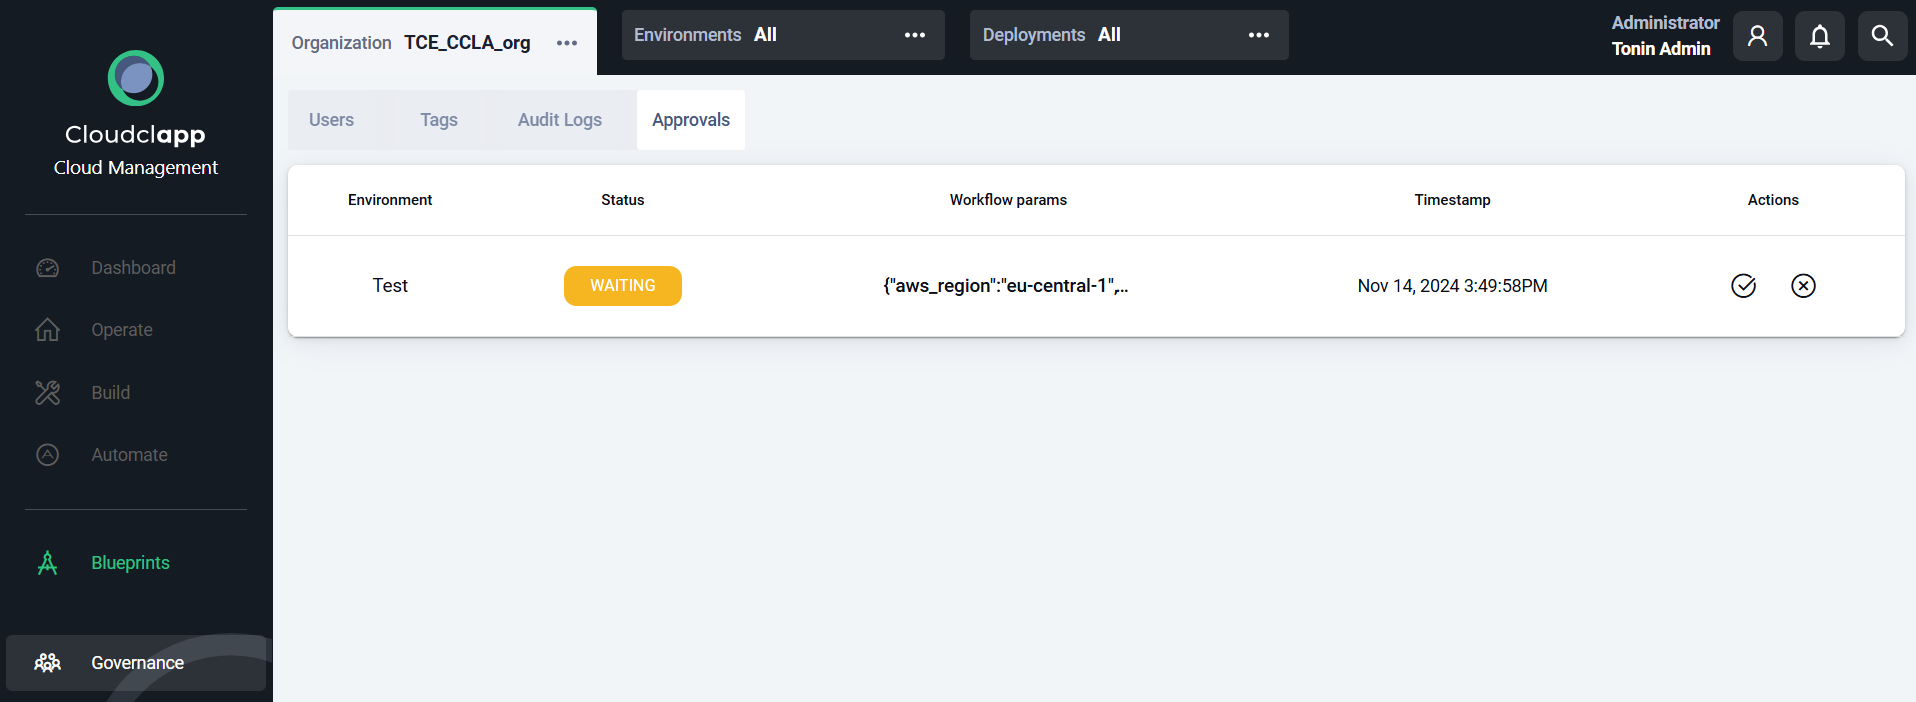 Cloudclapp
Cloud Management
Dashboard
Operate
Build
Automate
Blueprints
Governance
Organization TCE_CCLA_org
Environments All
Deployments All
Administrator
Tonin Admin
Users Tags Audit Logs Approvals
Environment Status Workflow params Timestamp Actions
Test WAITING {"aws_region":"eu-central-1",... Nov 14, 2024 3:49:58PM